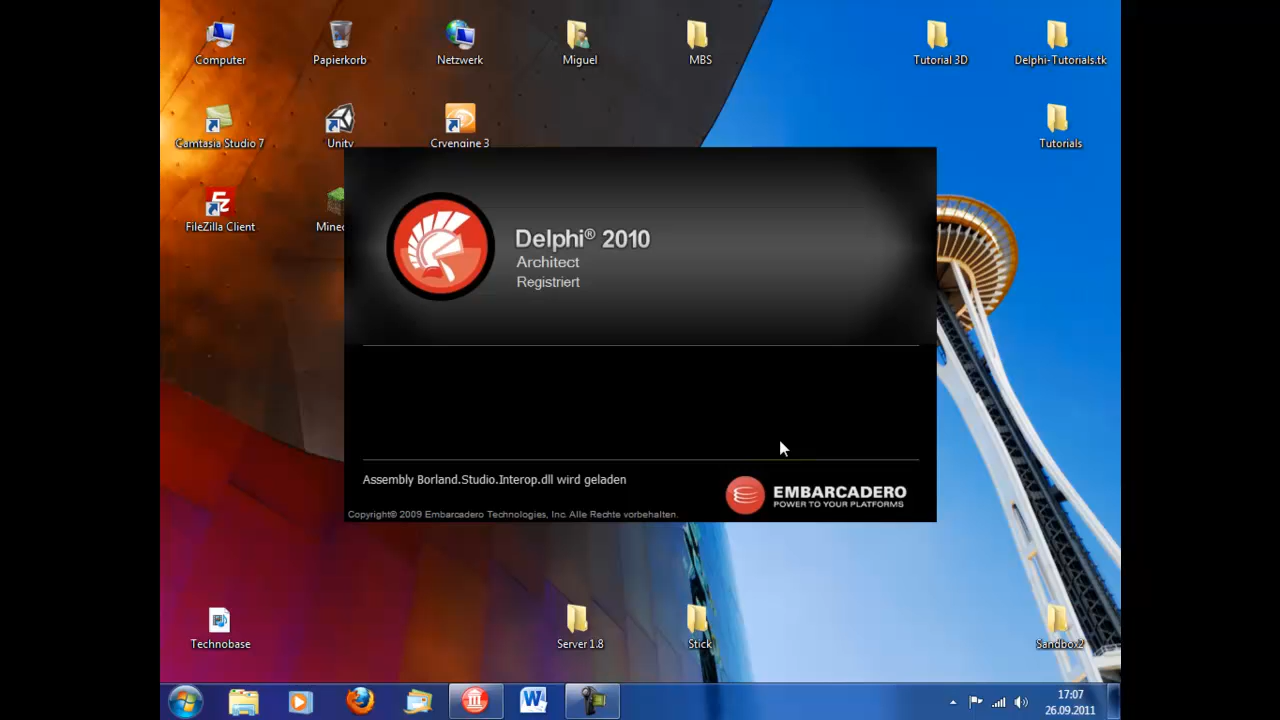 Computer
Papierkorb
Netzwerk
Miguel
MBS
Tutorial 3D
Delphi-Tutorials.tk
Camtasia Studio 7
Unity
Cryengine 3
Tutorials
FileZilla Client
Minec
Delphi® 2010
Architect
Registriert
Assembly Borland.Studio.Interop.dll wird geladen
EMBARCADERO
POWER TO YOUR PLATFORMS
Copyright© 2009 Embarcadero Technologies, Inc. Alle Rechte vorbehalten.
Technobase
Server 1.8
Stick
Sandbox2
17:07
26.09.2011